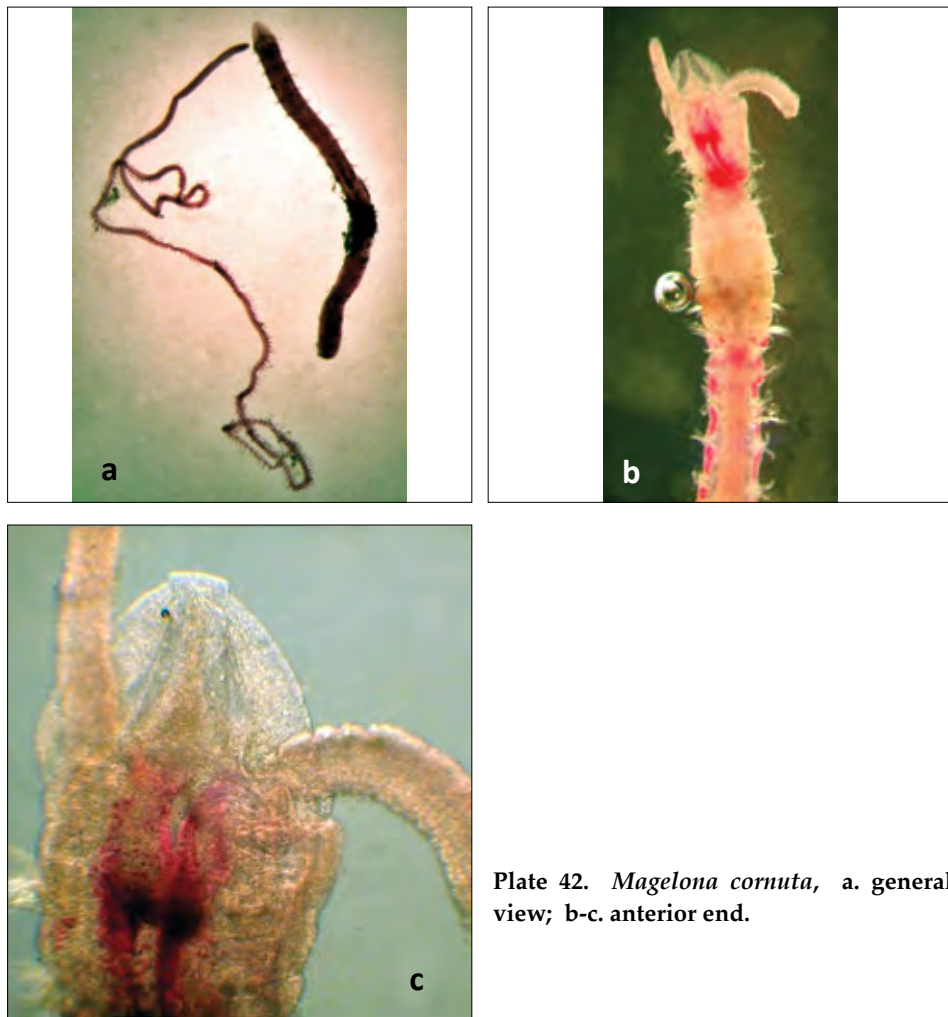 a
b
c
Plate 42. Magelona cornuta, a. general
view; b-c. anterior end.